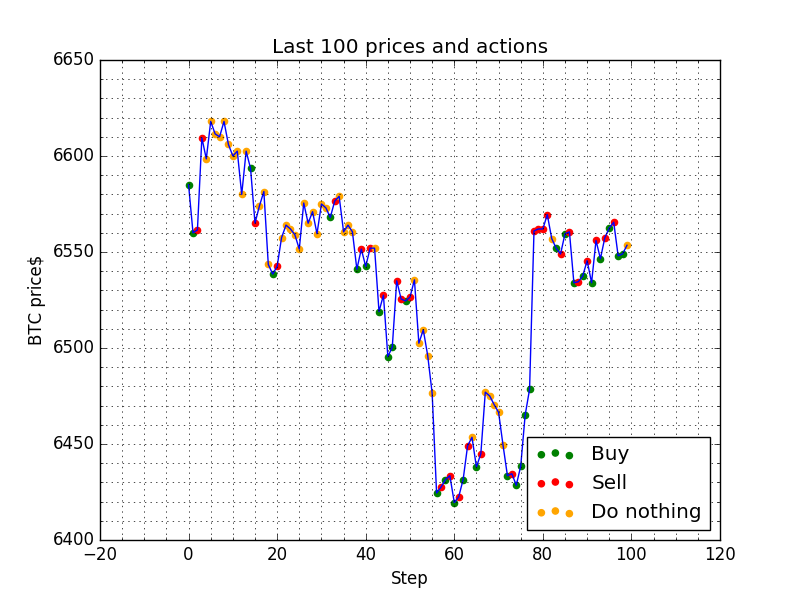 Last 100 prices and actions
6650
6600
6550
6500
6450
6400
BTC price$
−20 0 20 40 60 80 100 120
Step
Buy
Sell
Do nothing